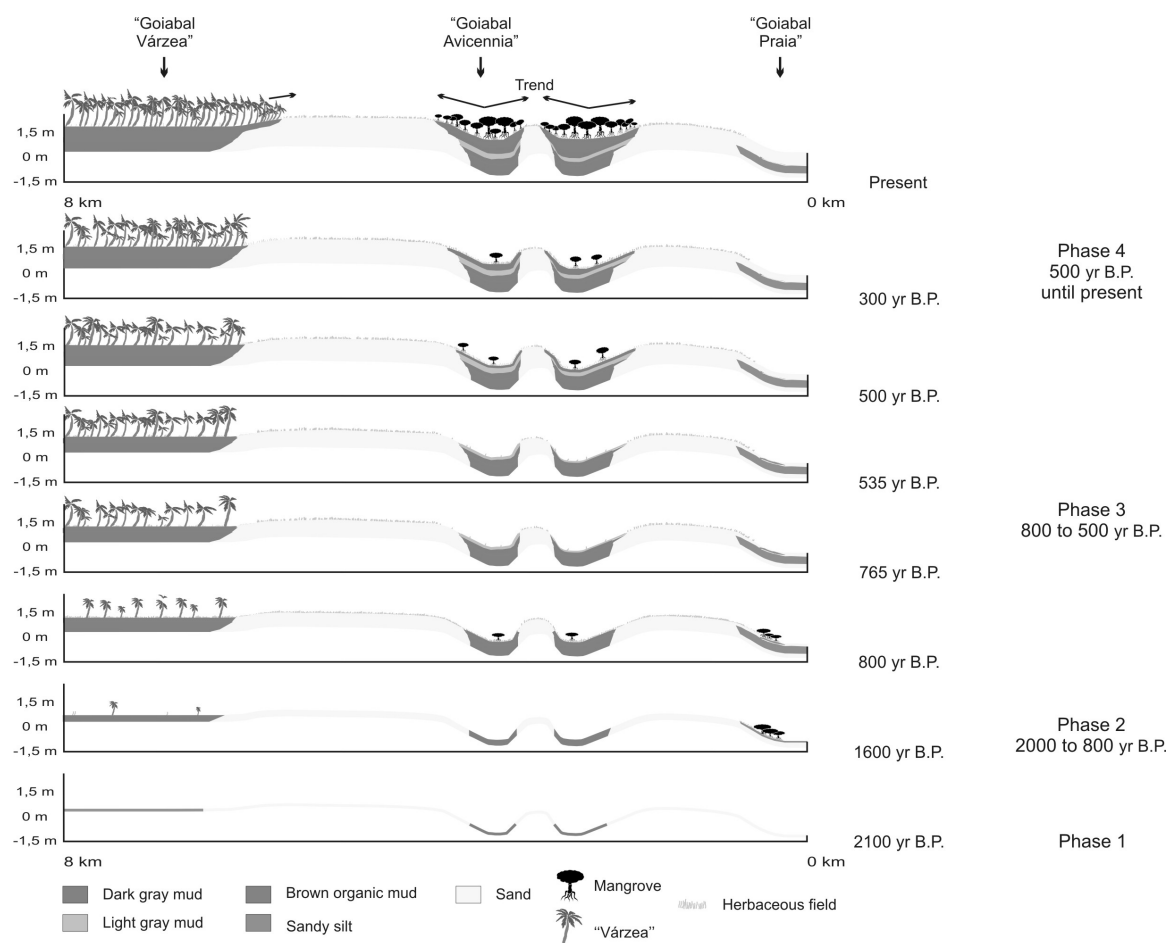 “Goiabal
Várzea”
“Goiabal
Avicennia”
“Goiabal
Praia”
Trend
1,5 m
0 m
-1,5 m
8 km
0 km
Present
1,5 m
0 m
-1,5 m
300 yr B.P.
Phase 4
500 yr B.P.
until present
1,5 m
0 m
-1,5 m
500 yr B.P.
1,5 m
0 m
-1,5 m
535 yr B.P.
Phase 3
800 to 500 yr B.P.
1,5 m
0 m
-1,5 m
765 yr B.P.
1,5 m
0 m
-1,5 m
800 yr B.P.
1,5 m
0 m
-1,5 m
1600 yr B.P.
Phase 2
2000 to 800 yr B.P.
1,5 m
0 m
-1,5 m
2100 yr B.P.
Phase 1
8 km
0 km
Dark gray mud
Brown organic mud
Sand
Mangrove
Herbaceous field
Light gray mud
Sandy silt
“Várzea”